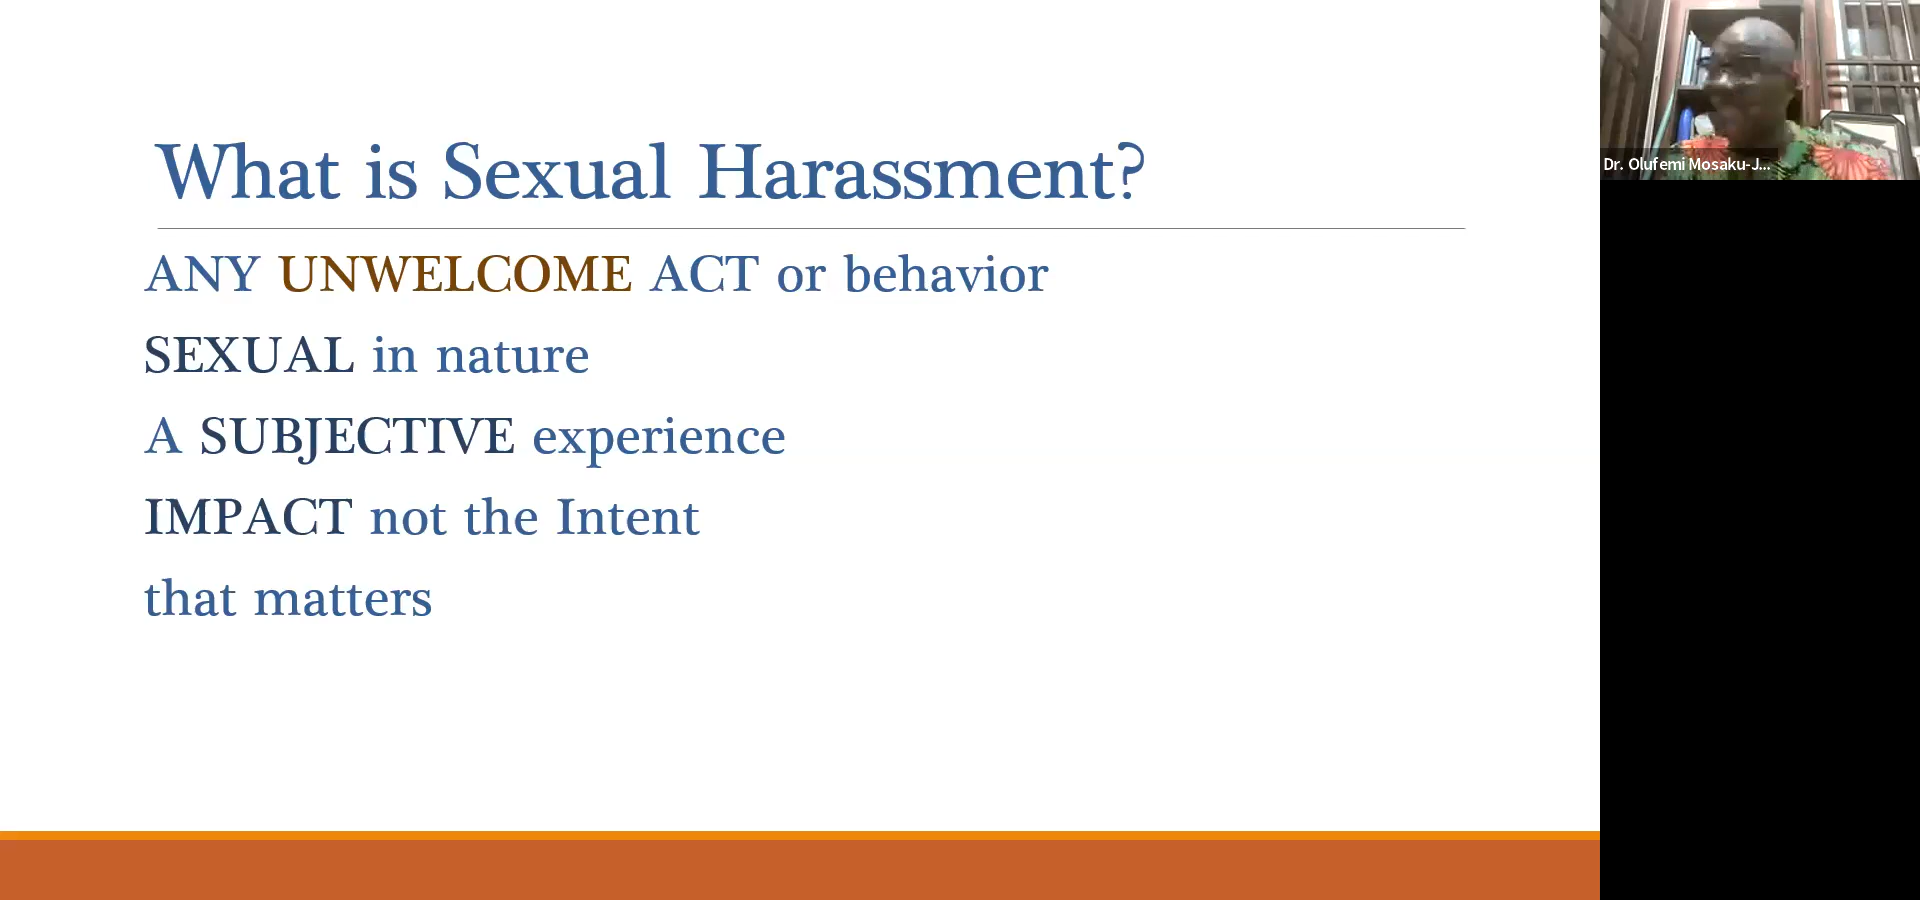 What is Sexual Harassment?
ANY UNWELCOME ACT or behavior
SEXUAL in nature
A SUBJECTIVE experience
IMPACT not the Intent
that matters
Dr. Olufemi Mosaku-J...